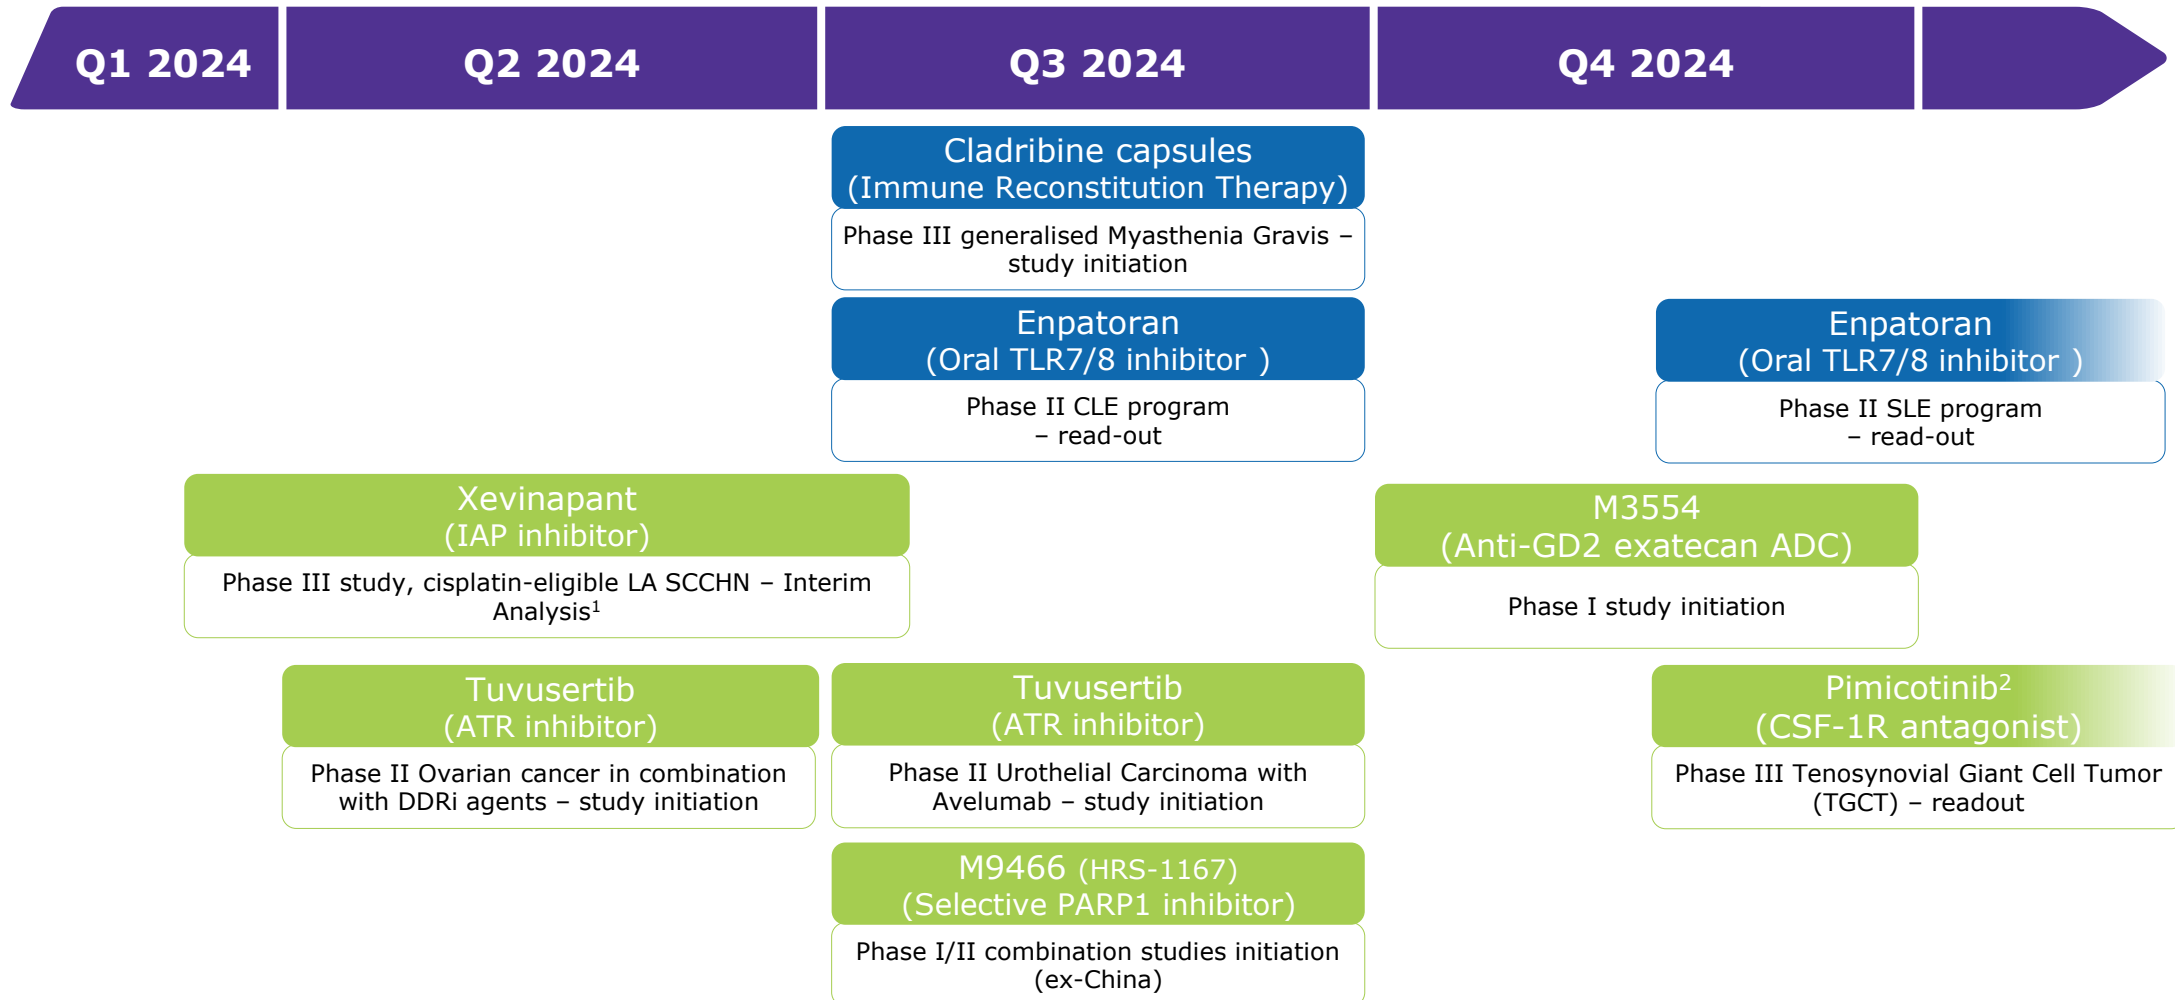 Q1 2024
Q2 2024
Q3 2024
Q4 2024
Cladribine capsules
(Immune Reconstitution Therapy)
Phase III generalised Myasthenia Gravis –
study initiation
Enpatoran
(Oral TLR7/8 inhibitor )
Phase II CLE program
– read-out
Enpatoran
(Oral TLR7/8 inhibitor )
Phase II SLE program
– read-out
Xevinapant
(IAP inhibitor)
Phase III study, cisplatin-eligible LA SCCHN – Interim
Analysis¹
M3554
(Anti-GD2 exatecan ADC)
Phase I study initiation
Tuvusertib
(ATR inhibitor)
Phase II Ovarian cancer in combination
with DDRi agents – study initiation
Tuvusertib
(ATR inhibitor)
Phase II Urothelial Carcinoma with
Avelumab – study initiation
Pimicotinib²
(CSF-1R antagonist)
Phase III Tenosynovial Giant Cell Tumor
(TGCT) – readout
M9466 (HRS-1167)
(Selective PARP1 inhibitor)
Phase I/II combination studies initiation
(ex-China)